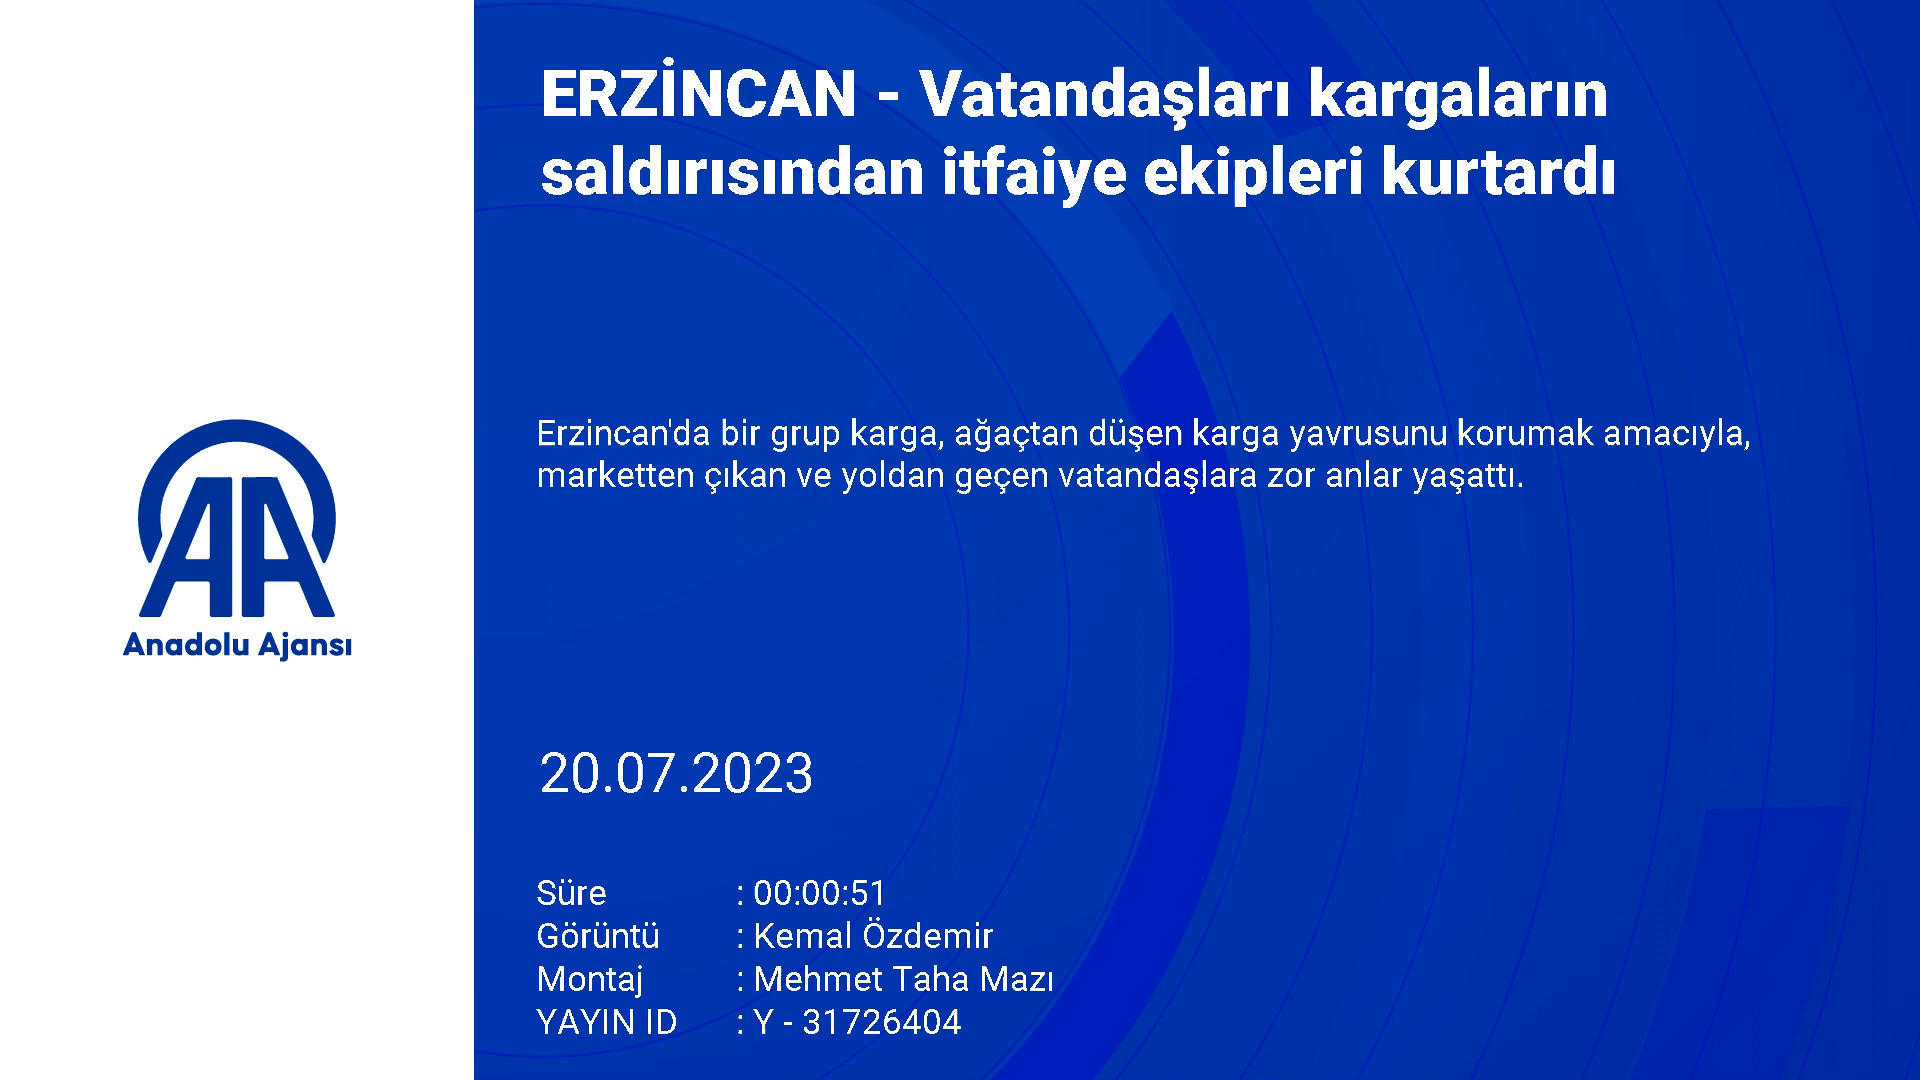 ERZİNCAN - Vatandaşları kargaların
saldırısından itfaiye ekipleri kurtardı
Erzincan'da bir grup karga, ağaçtan düşen karga yavrusunu korumak amacıyla,
marketten çıkan ve yoldan geçen vatandaşlara zor anlar yaşattı.
AA
Anadolu Ajansı
20.07.2023
Süre : 00:00:51
Görüntü : Kemal Özdemir
Montaj : Mehmet Taha Mazı
YAYIN ID : Y - 31726404